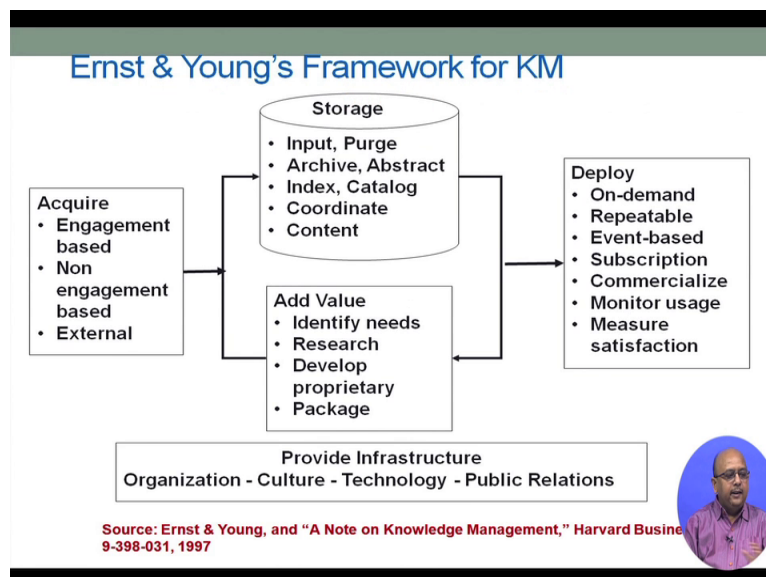 Ernst & Young's Framework for KM
Storage
• Input, Purge
• Archive, Abstract
• Index, Catalog
• Coordinate
• Content
Acquire
• Engagement
based
• Non
engagement
based
• External
Add Value
• Identify needs
• Research
• Develop
proprietary
• Package
Deploy
• On-demand
• Repeatable
• Event-based
• Subscription
• Commercialize
• Monitor usage
• Measure
satisfaction
Provide Infrastructure
Organization - Culture - Technology - Public Relations
Source: Ernst & Young, and “A Note on Knowledge Management,” Harvard
9-398-031, 1997